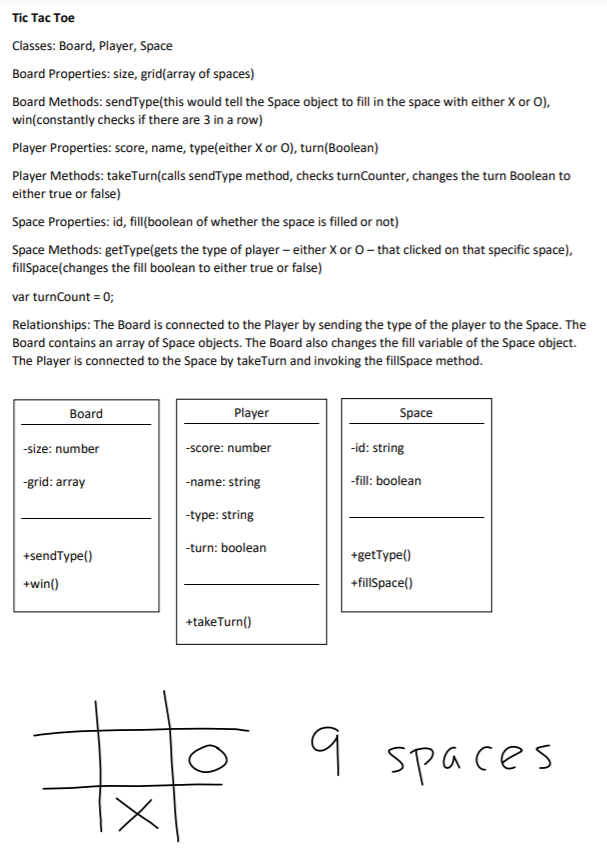 Tic Tac Toe
Classes: Board, Player, Space
Board Properties: size, grid(array of spaces)
Board Methods: sendType(this would tell the Space object to fill in the space with either X or O),
win(constantly checks if there are 3 in a row)
Player Properties: score, name, type(either X or O), turn(Boolean)
Player Methods: takeTurn(calls sendType method, checks turnCounter, changes the turn Boolean to
either true or false)
Space Properties: id, fill(boolean of whether the space is filled or not)
Space Methods: getType(gets the type of player – either X or O – that clicked on that specific space),
fillSpace(changes the fill boolean to either true or false)
var turnCount = 0;
Relationships: The Board is connected to the Player by sending the type of the player to the Space. The
Board contains an array of Space objects. The Board also changes the fill variable of the Space object.
The Player is connected to the Space by takeTurn and invoking the fillSpace method.
Board
-size: number
-grid: array
+sendType()
+win()
Player
-score: number
-name: string
-type: string
-turn: boolean
+takeTurn()
Space
-id: string
-fill: boolean
+getType()
+fillSpace()
O
X
9 spaces